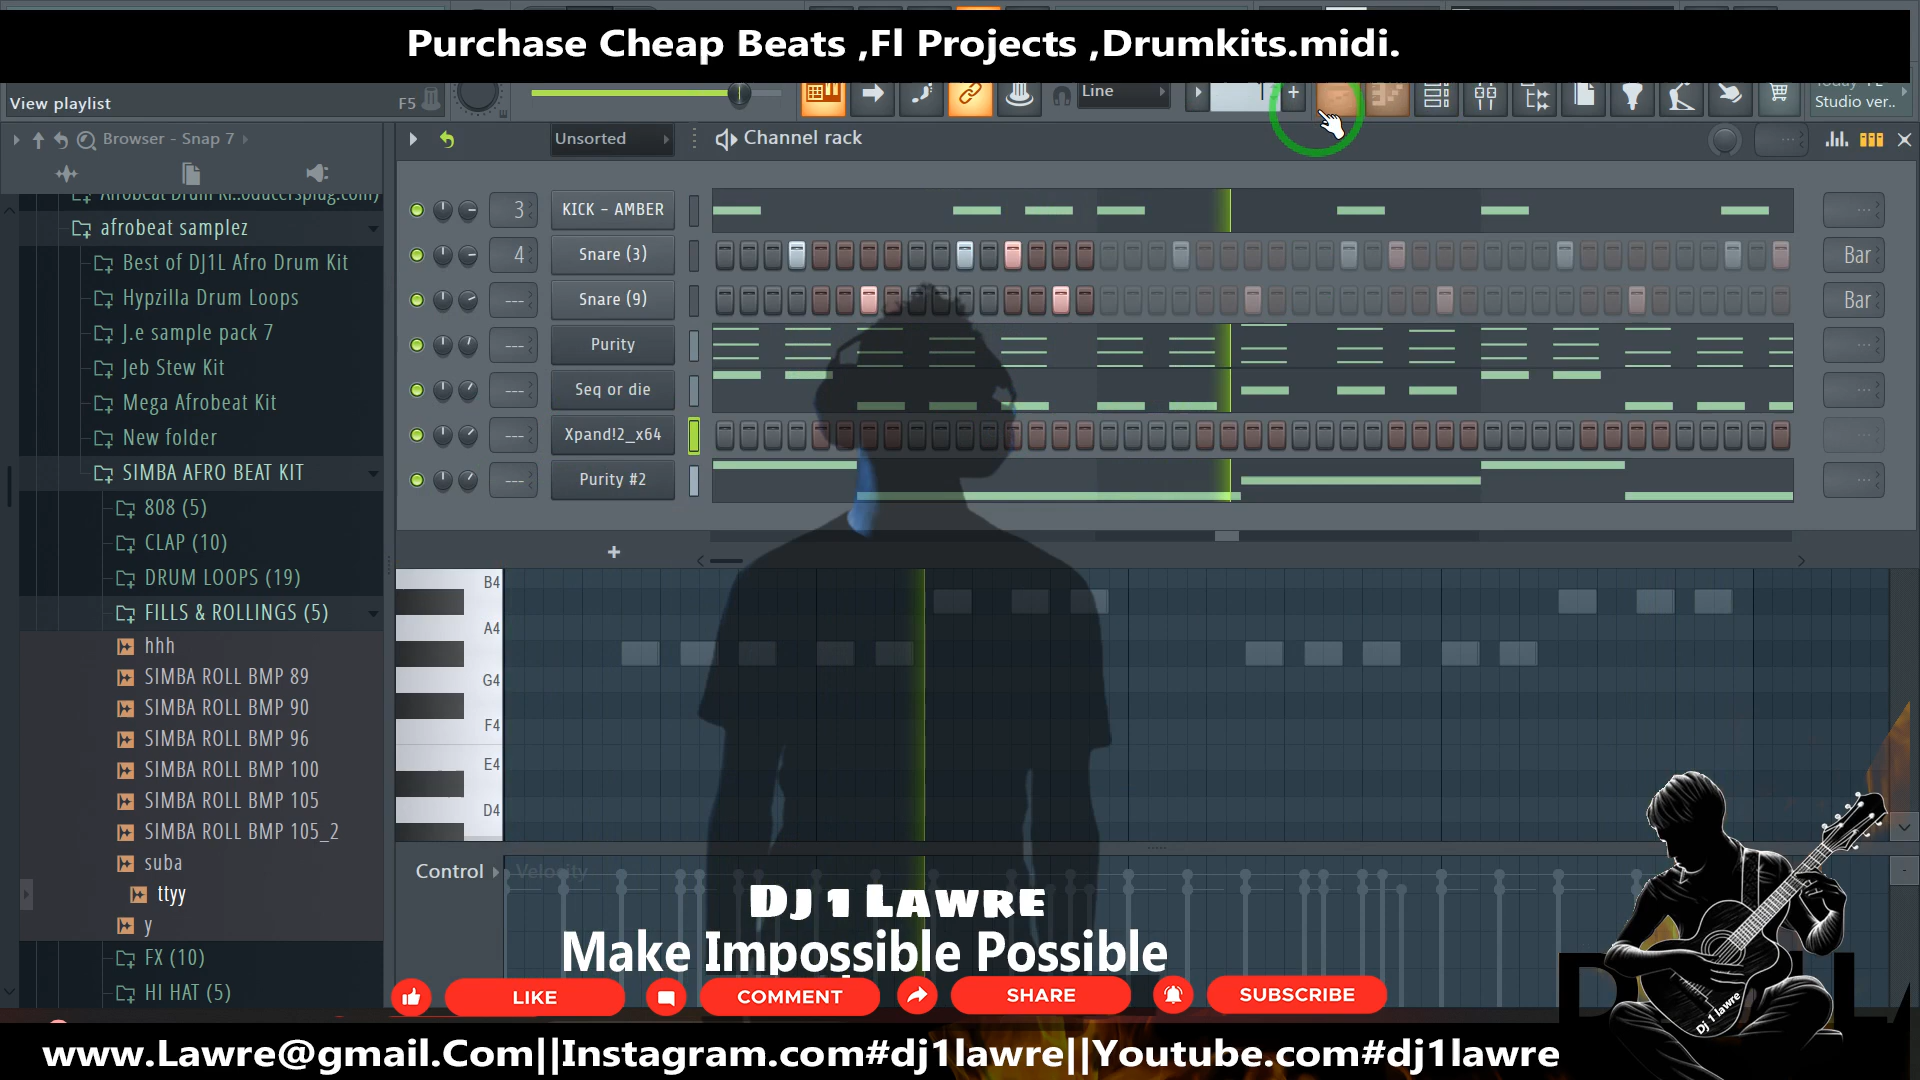 Purchase Cheap Beats ,Fl Projects ,Drumkits.midi.
View playlist
F5
Line
Studio ver..
Browser - Snap 7
Unsorted
Channel rack
afrobeat samplez
Best of DJ1L Afro Drum Kit
Hypzilla Drum Loops
J.e sample pack 7
Jeb Stew Kit
Mega Afrobeat Kit
New folder
SIMBA AFRO BEAT KIT
808 (5)
CLAP (10)
DRUM LOOPS (19)
FILLS & ROLLINGS (5)
hhh
SIMBA ROLL BMP 89
SIMBA ROLL BMP 90
SIMBA ROLL BMP 96
SIMBA ROLL BMP 100
SIMBA ROLL BMP 105
SIMBA ROLL BMP 105_2
suba
ttyy
y
FX (10)
HI HAT (5)
3
KICK - AMBER
4
Snare (3)
Bar
---
Snare (9)
Bar
---
Purity
---
Seq or die
---
Xpand!2_x64
---
Purity #2
B4
A4
G4
F4
E4
D4
Control
Velocity
Dj 1 Lawre
Make Impossible Possible
LIKE
COMMENT
SHARE
SUBSCRIBE
Dj 1 lawre
www.Lawre@gmail.Com||Instagram.com#dj1lawre||Youtube.com#dj1lawre